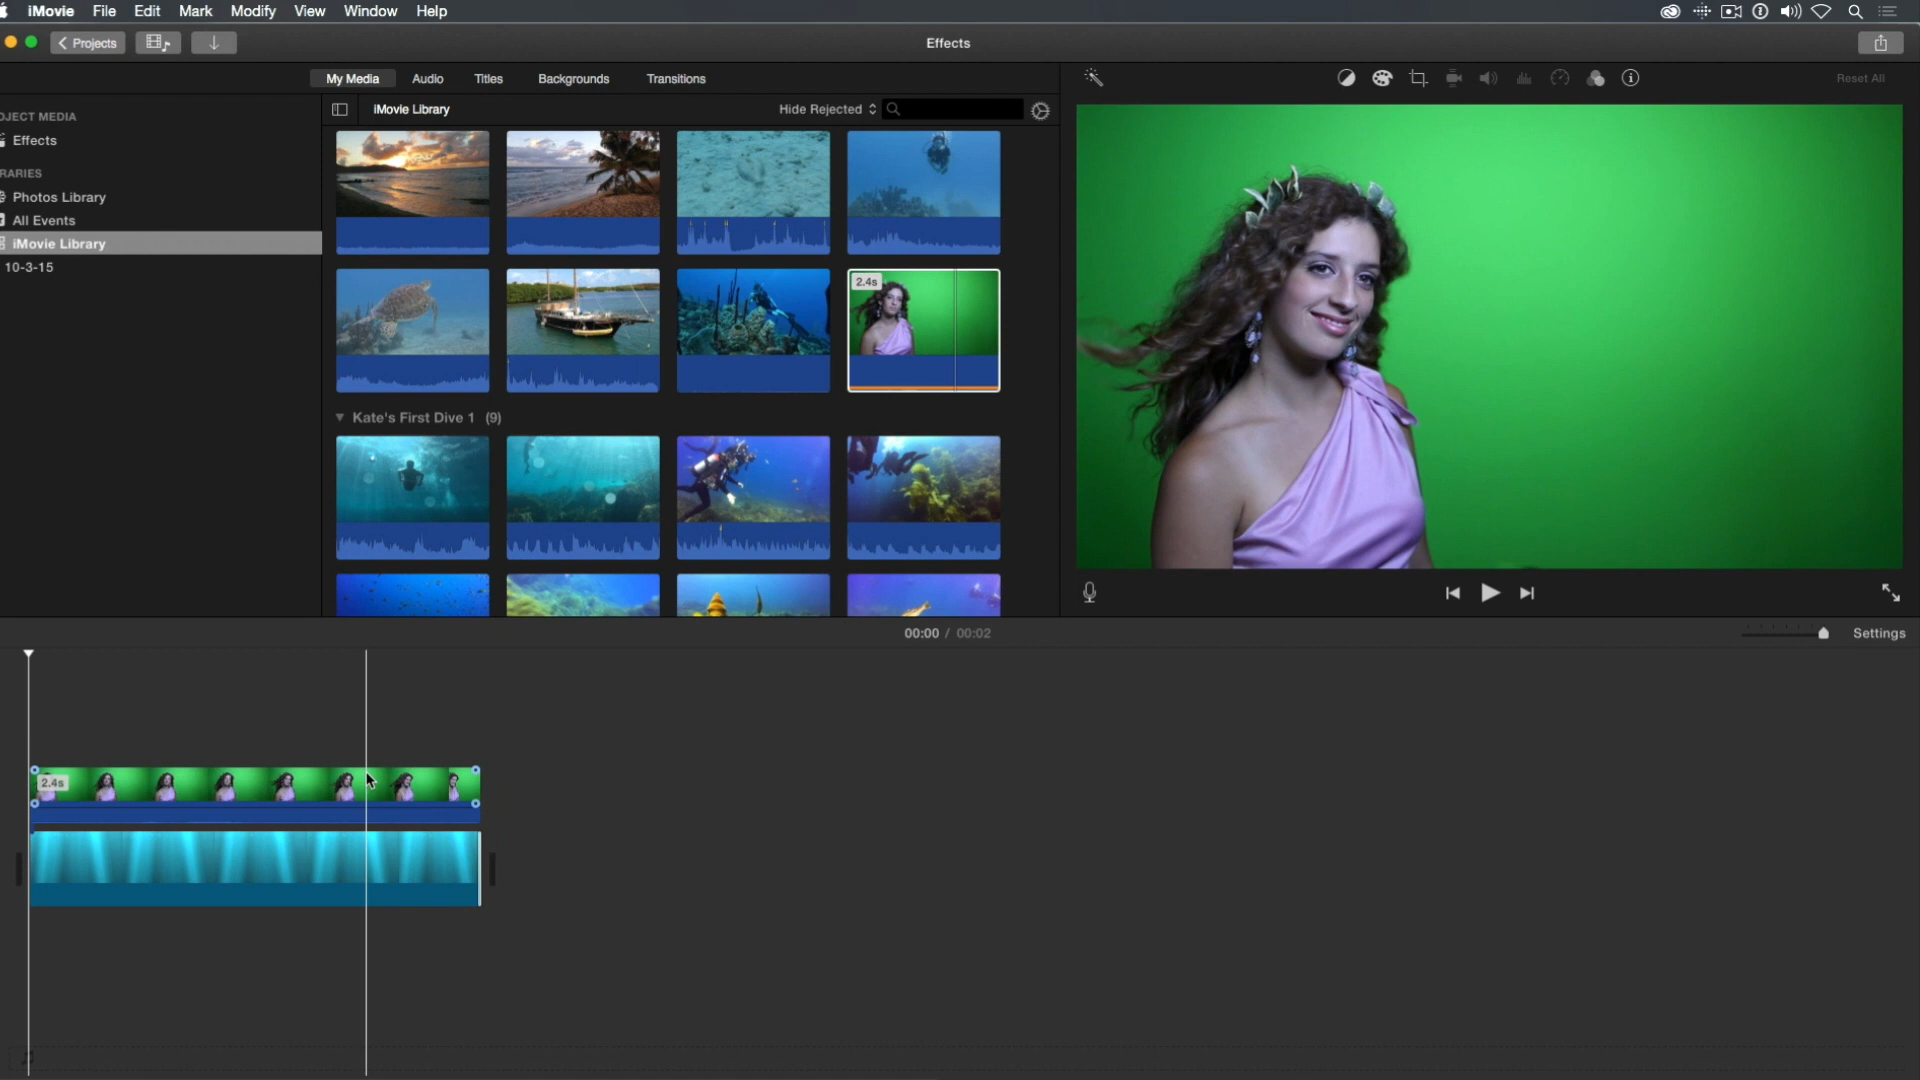 iMovie File Edit Mark Modify View Window Help
Projects
Effects
My Media Audio Titles Backgrounds Transitions
Reset All
OJECT MEDIA
iMovie Library
Hide Rejected
Effects
RARIES
Photos Library
All Events
iMovie Library
10-3-15
2.4s
Kate's First Dive 1 (9)
00:00 / 00:02
Settings
2.4s